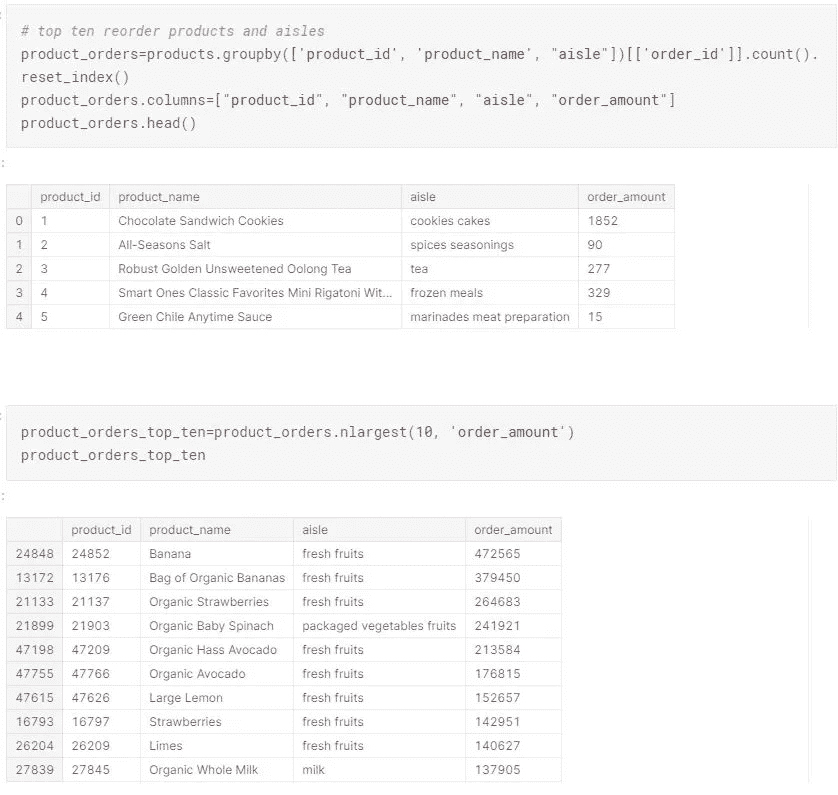 # top ten reorder products and aisles
product_orders=products.groupby(['product_id', 'product_name', "aisle"])[['order_id']].count().
reset_index()
product_orders.columns=["product_id", "product_name", "aisle", "order_amount"]
product_orders.head()
:
product_id product_name aisle order_amount
0 1 Chocolate Sandwich Cookies cookies cakes 1852
1 2 All-Seasons Salt spices seasonings 90
2 3 Robust Golden Unsweetened Oolong Tea tea 277
3 4 Smart Ones Classic Favorites Mini Rigatoni Wit... frozen meals 329
4 5 Green Chile Anytime Sauce marinades meat preparation 15
:
product_orders_top_ten=product_orders.nlargest(10, 'order_amount')
product_orders_top_ten
:
product_id product_name aisle order_amount
24848 24852 Banana fresh fruits 472565
13172 13176 Bag of Organic Bananas fresh fruits 379450
21133 21137 Organic Strawberries fresh fruits 264683
21899 21903 Organic Baby Spinach packaged vegetables fruits 241921
47198 47209 Organic Hass Avocado fresh fruits 213584
47755 47766 Organic Avocado fresh fruits 176815
47615 47626 Large Lemon fresh fruits 152657
16793 16797 Strawberries fresh fruits 142951
26204 26209 Limes fresh fruits 140627
27839 27845 Organic Whole Milk milk 137905